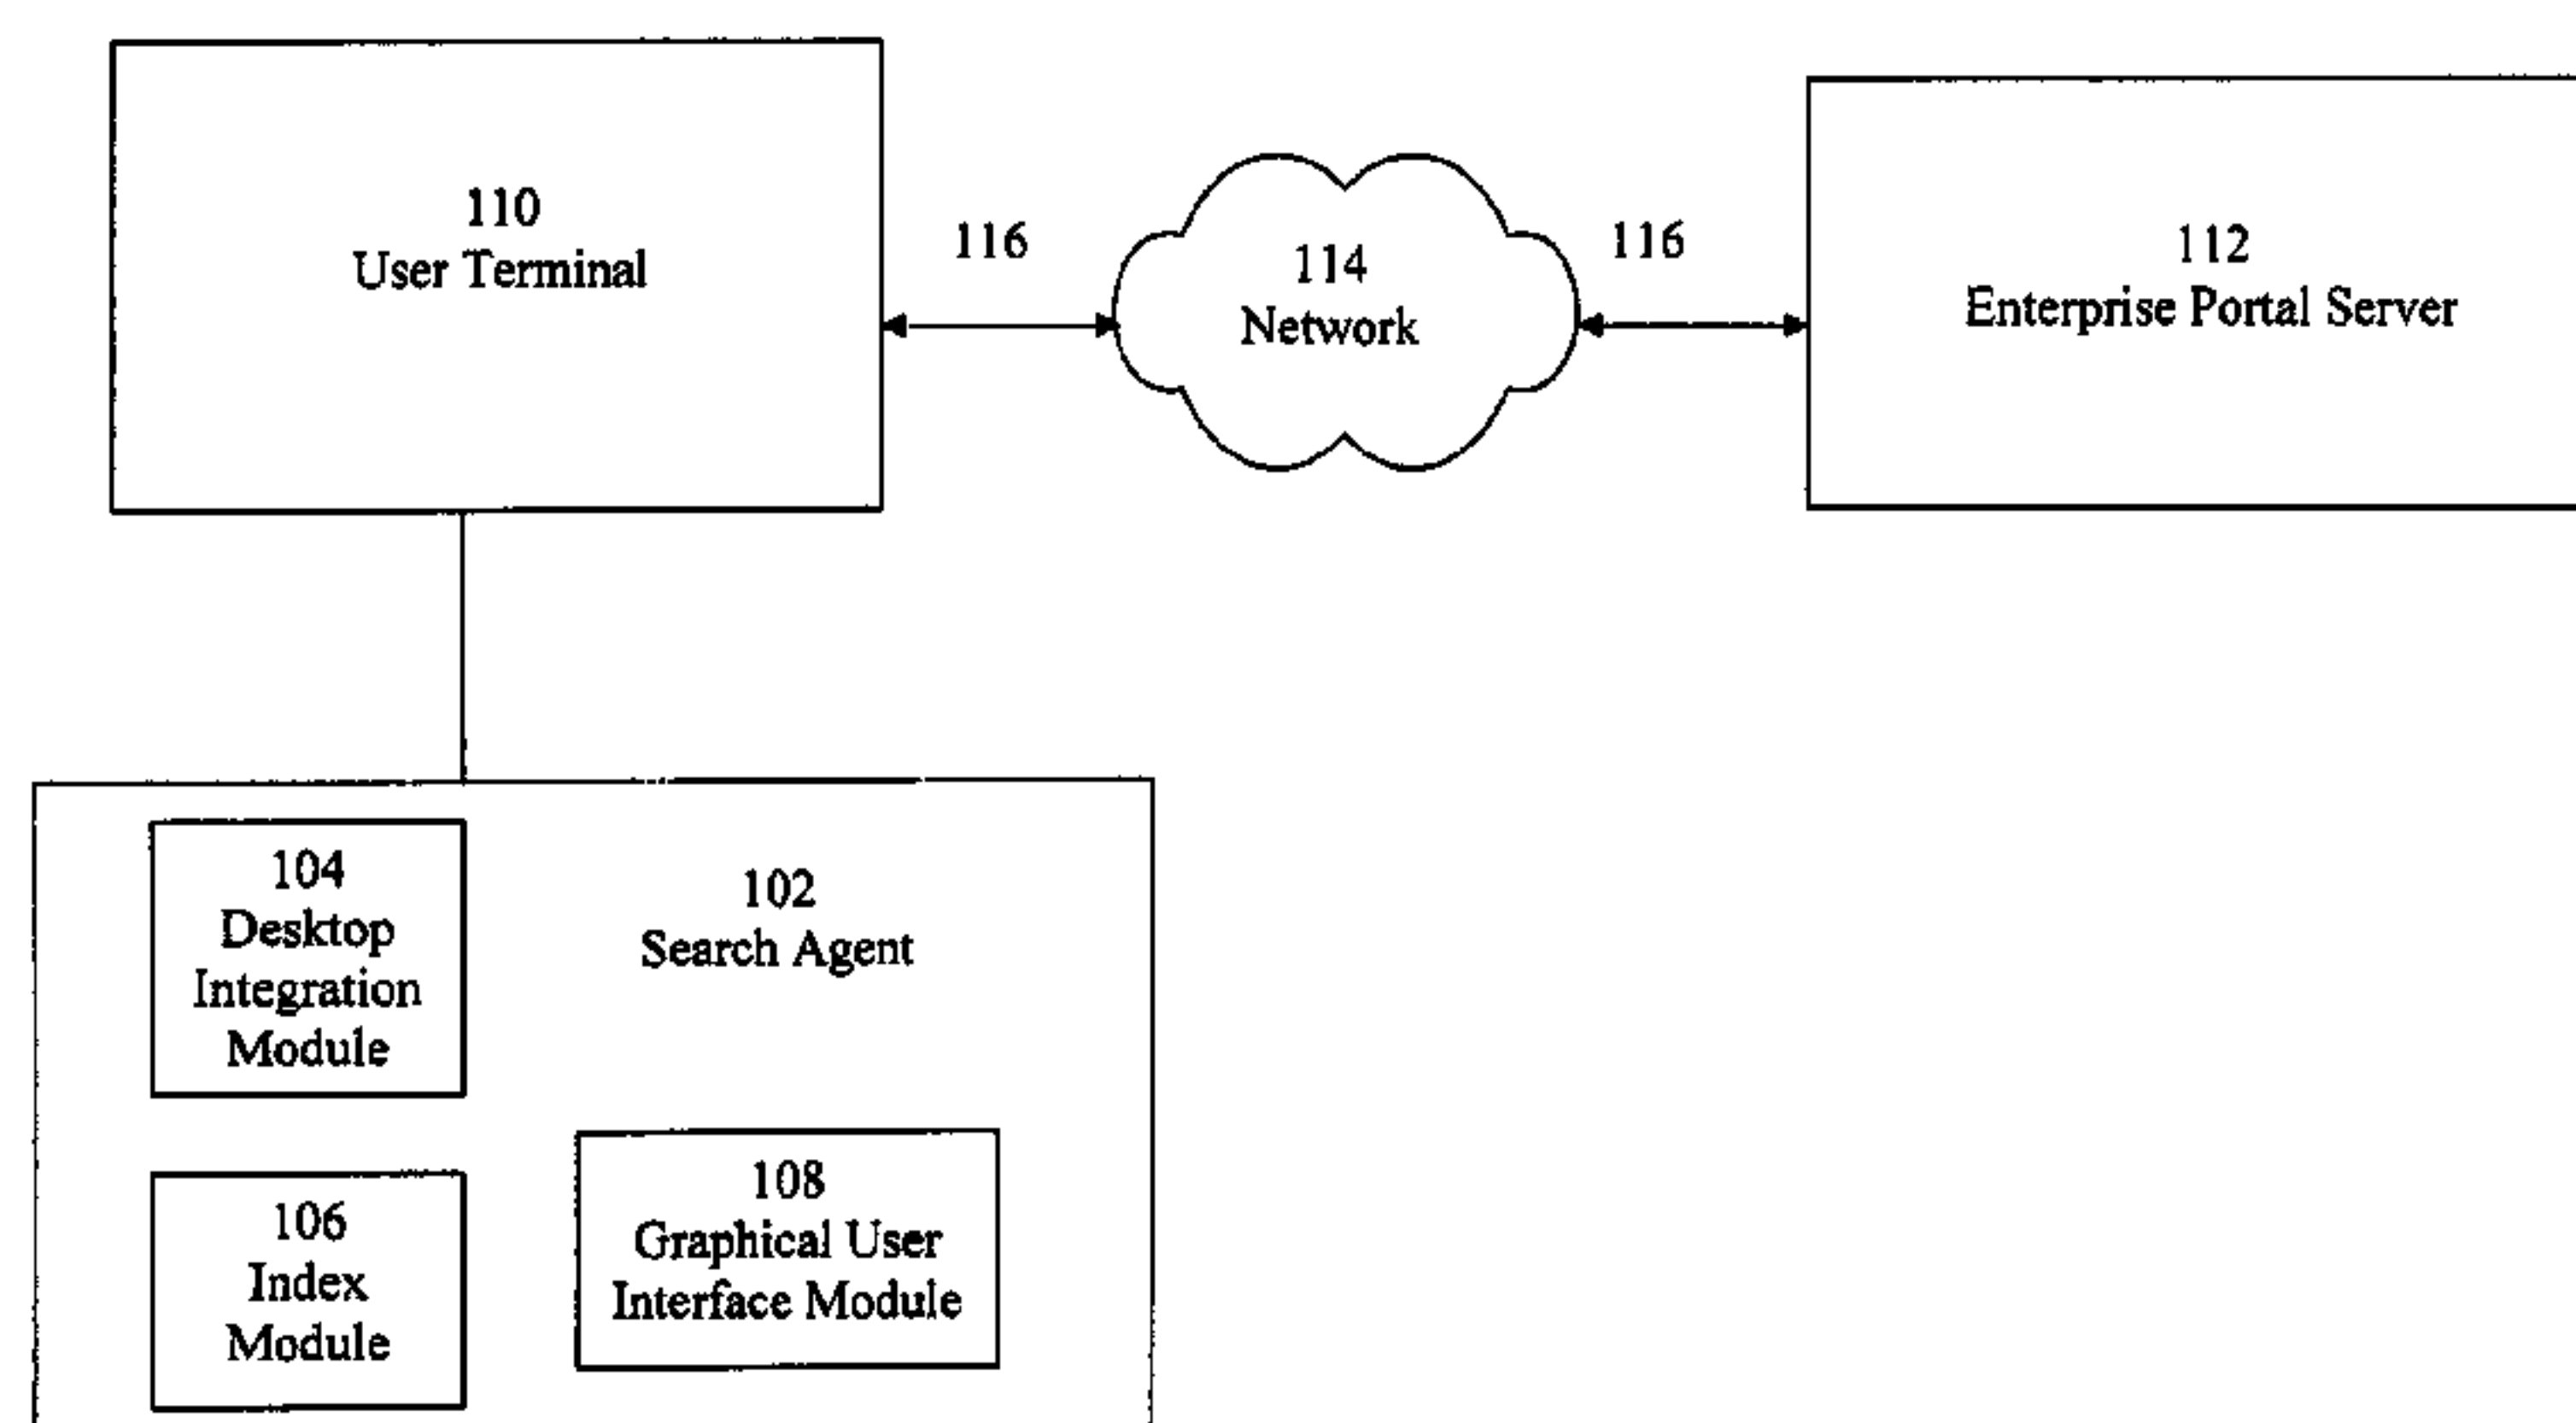 110
User Terminal
116
114
Network
116
112
Enterprise Portal Server
104
Desktop
Integration
Module
102
Search Agent
106
Index
Module
108
Graphical User
Interface Module